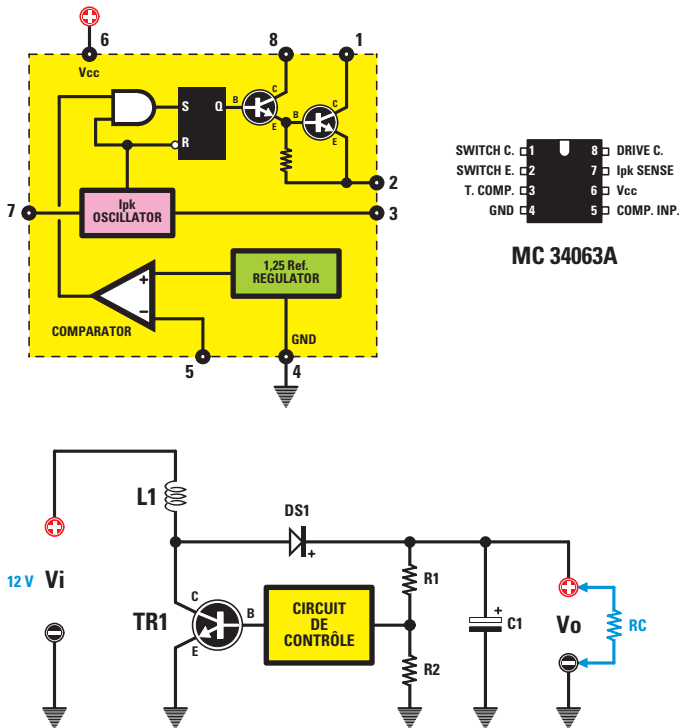 6
Vcc
8
1
S
Q
R
B
C
E
B
C
E
2
7
Ipk
OSCILLATOR
3
1,25 Ref.
REGULATOR
+
−
COMPARATOR
GND
5
4
SWITCH C. 1
8 DRIVE C.
SWITCH E. 2
7 Ipk SENSE
T. COMP. 3
6 Vcc
GND 4
5 COMP. INP.
MC 34063A
L1
DS1
+
12 V Vi
TR1
C
B
E
CIRCUIT
DE
CONTRÔLE
R1
R2
+
C1
Vo
RC